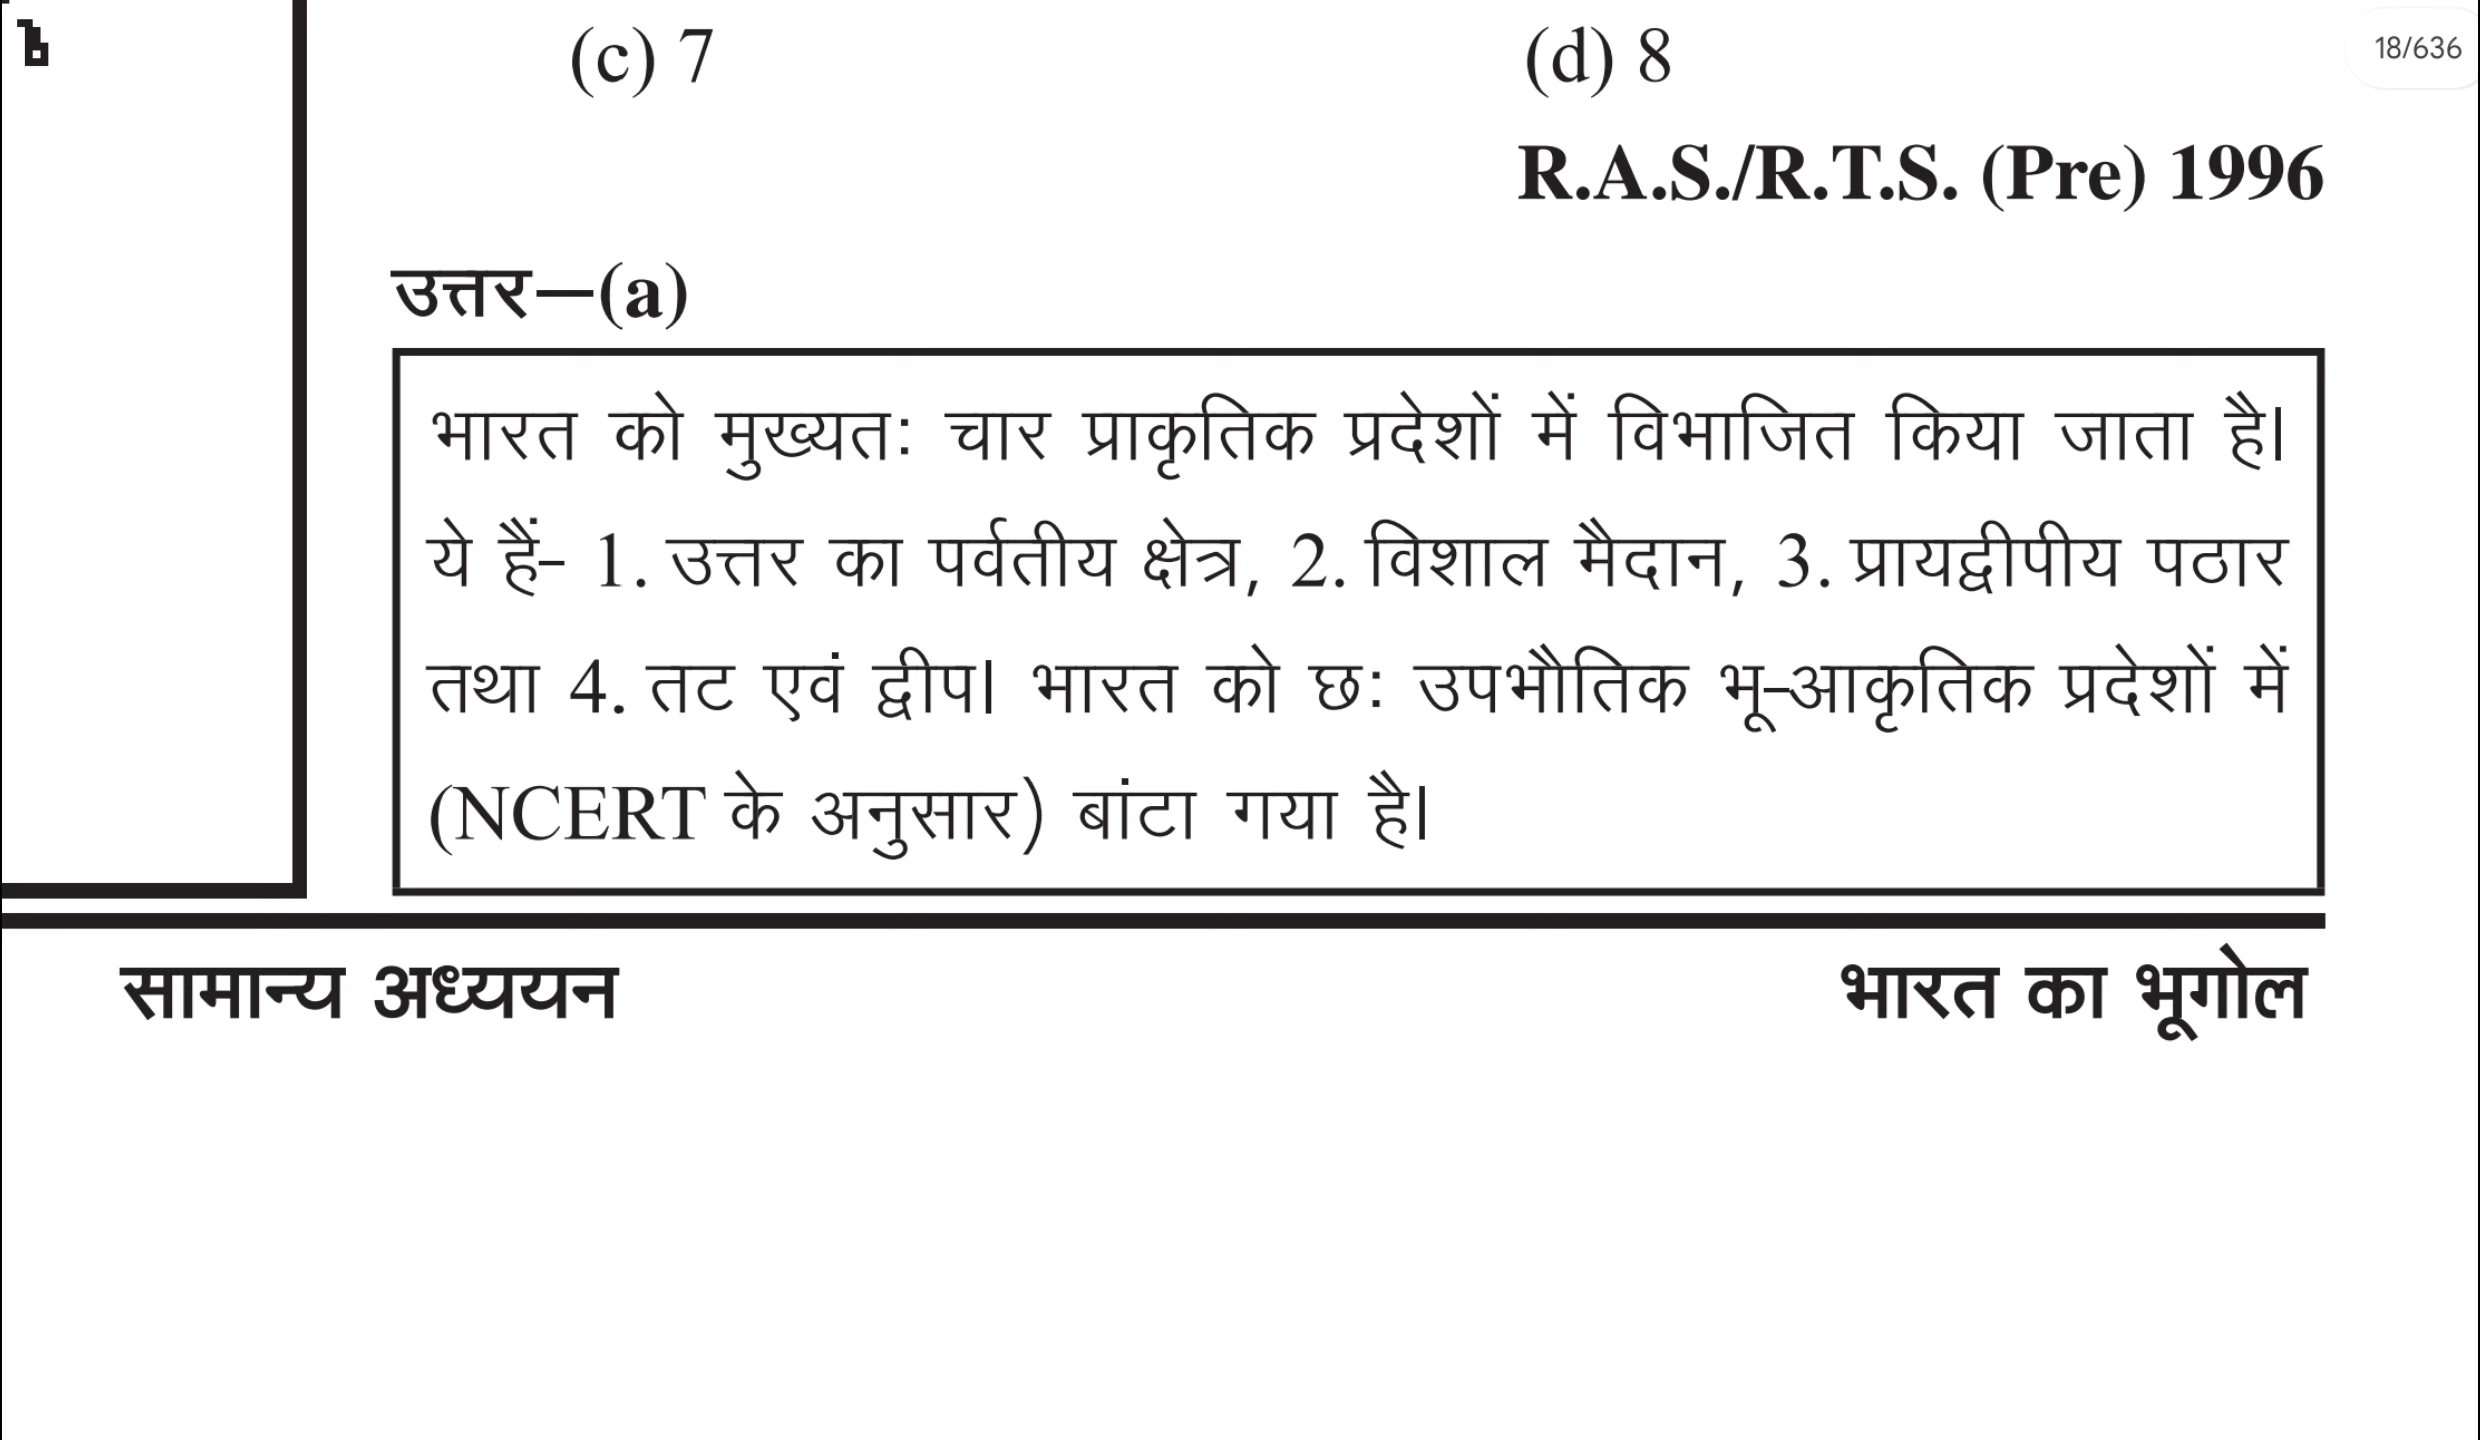 (c) 7 (d) 8
18/636
R.A.S./R.T.S. (Pre) 1996
उत्तर—(a)
भारत को मुख्यतः चार प्राकृतिक प्रदेशों में विभाजित किया जाता है।
ये हैं- 1. उत्तर का पर्वतीय क्षेत्र, 2. विशाल मैदान, 3. प्रायद्वीपीय पठार
तथा 4. तट एवं द्वीप। भारत को छः उपभौतिक भू-आकृतिक प्रदेशों में
(NCERT के अनुसार) बांटा गया है।
सामान्य अध्ययन भारत का भूगोल